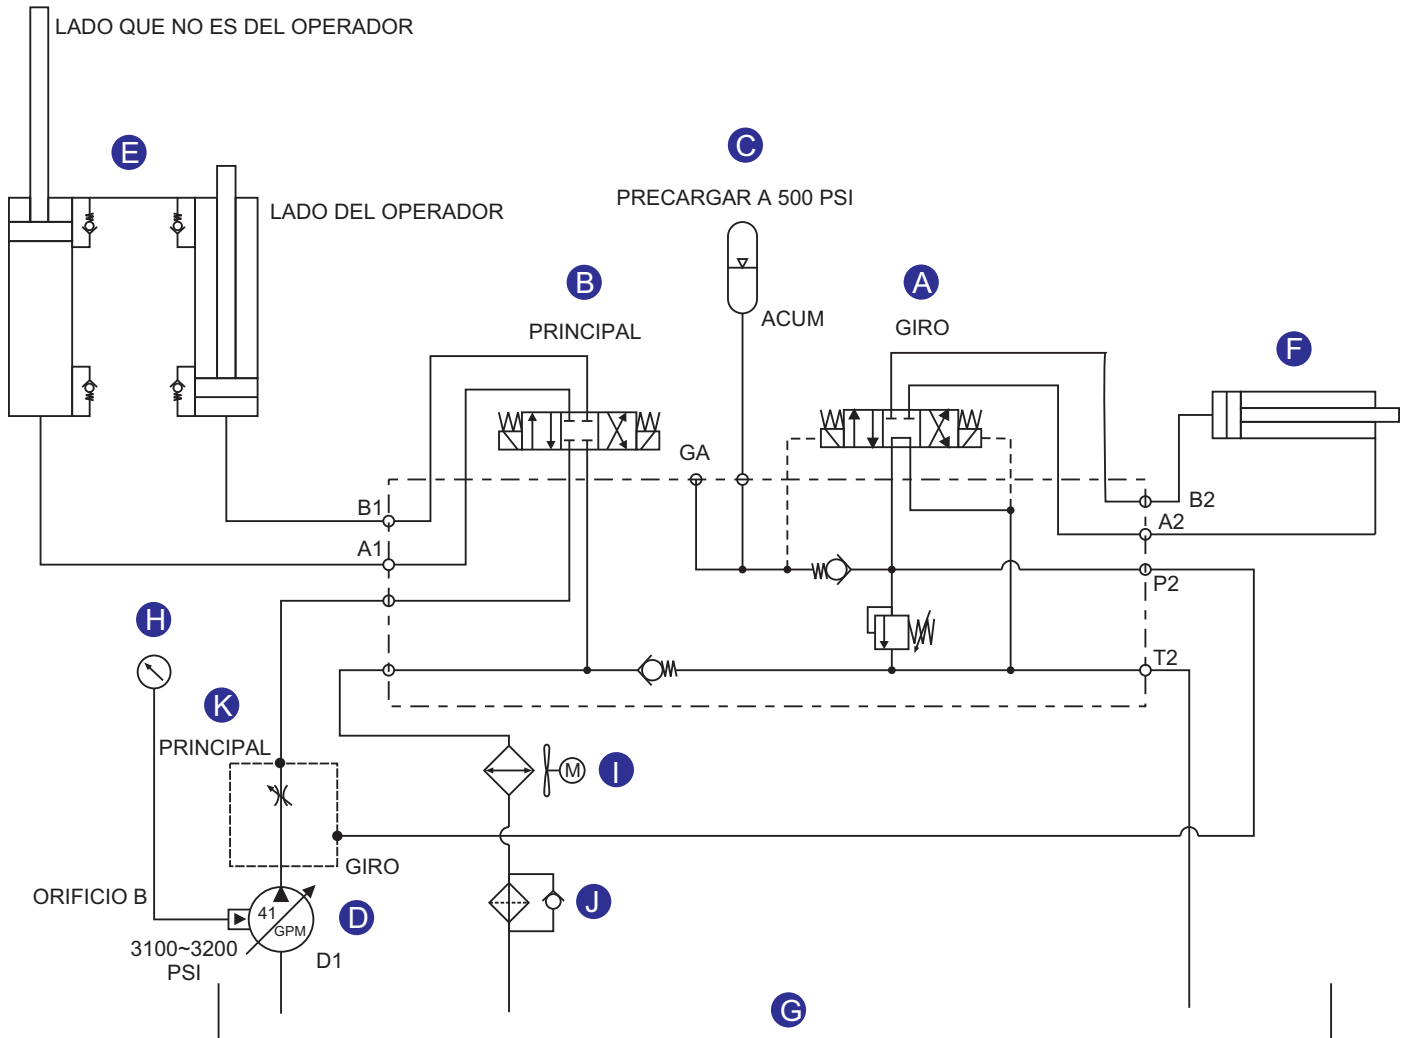 LADO QUE NO ES DEL OPERADOR
E
C
PRECARGAR A 500 PSI
LADO DEL OPERADOR
B
A
ACUM
PRINCIPAL
GIRO
F
GA
B1
B2
A1
A2
P2
H
T2
K
PRINCIPAL
M
I
GIRO
ORIFICIO B
41
GPM
D
J
3100~3200
PSI
D1
G